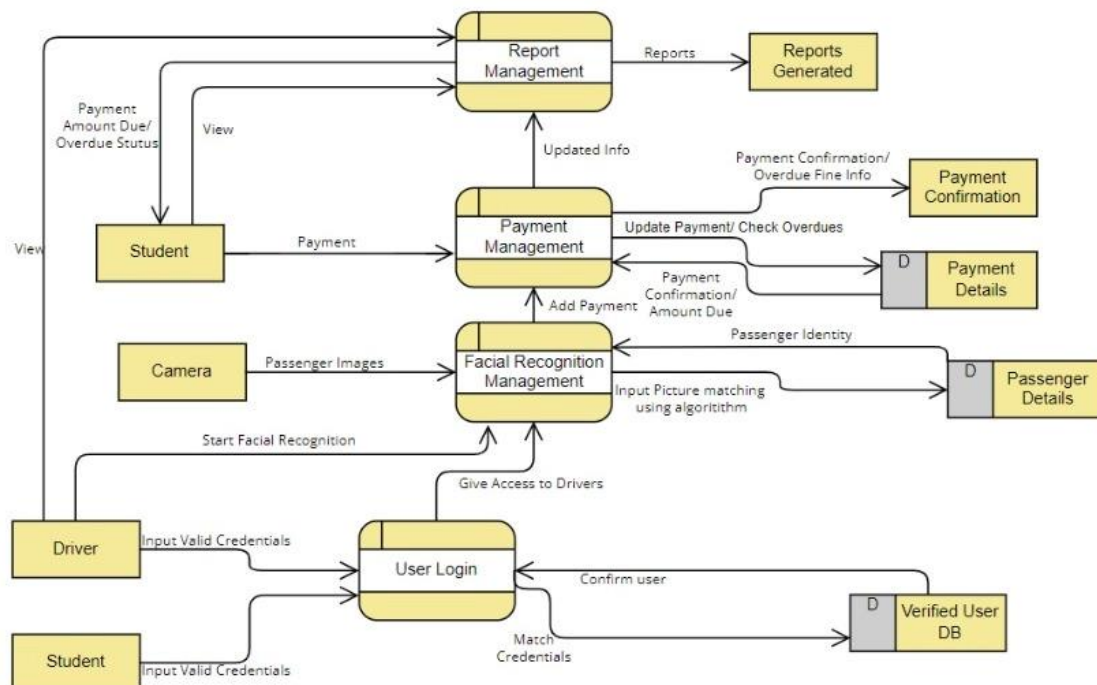 Report
Management
Reports
Reports
Generated
Payment
Amount Due/
Overdue Stutus
View
Updated Info
Payment Confirmation/
Overdue Fine Info
Payment
Confirmation
View
Student
Payment
Payment
Management
Update Payment/ Check Overdues
D
Payment
Details
Payment
Confirmation/
Amount Due
Add Payment
Passenger Identity
Camera
Passenger Images
Facial Recognition
Management
Input Picture matching
using algoritithm
D
Passenger
Details
Start Facial Recognition
Give Access to Drivers
Driver
Input Valid Credentials
User Login
Confirm user
D
Verified User
DB
Match
Credentials
Student
Input Valid Credentials